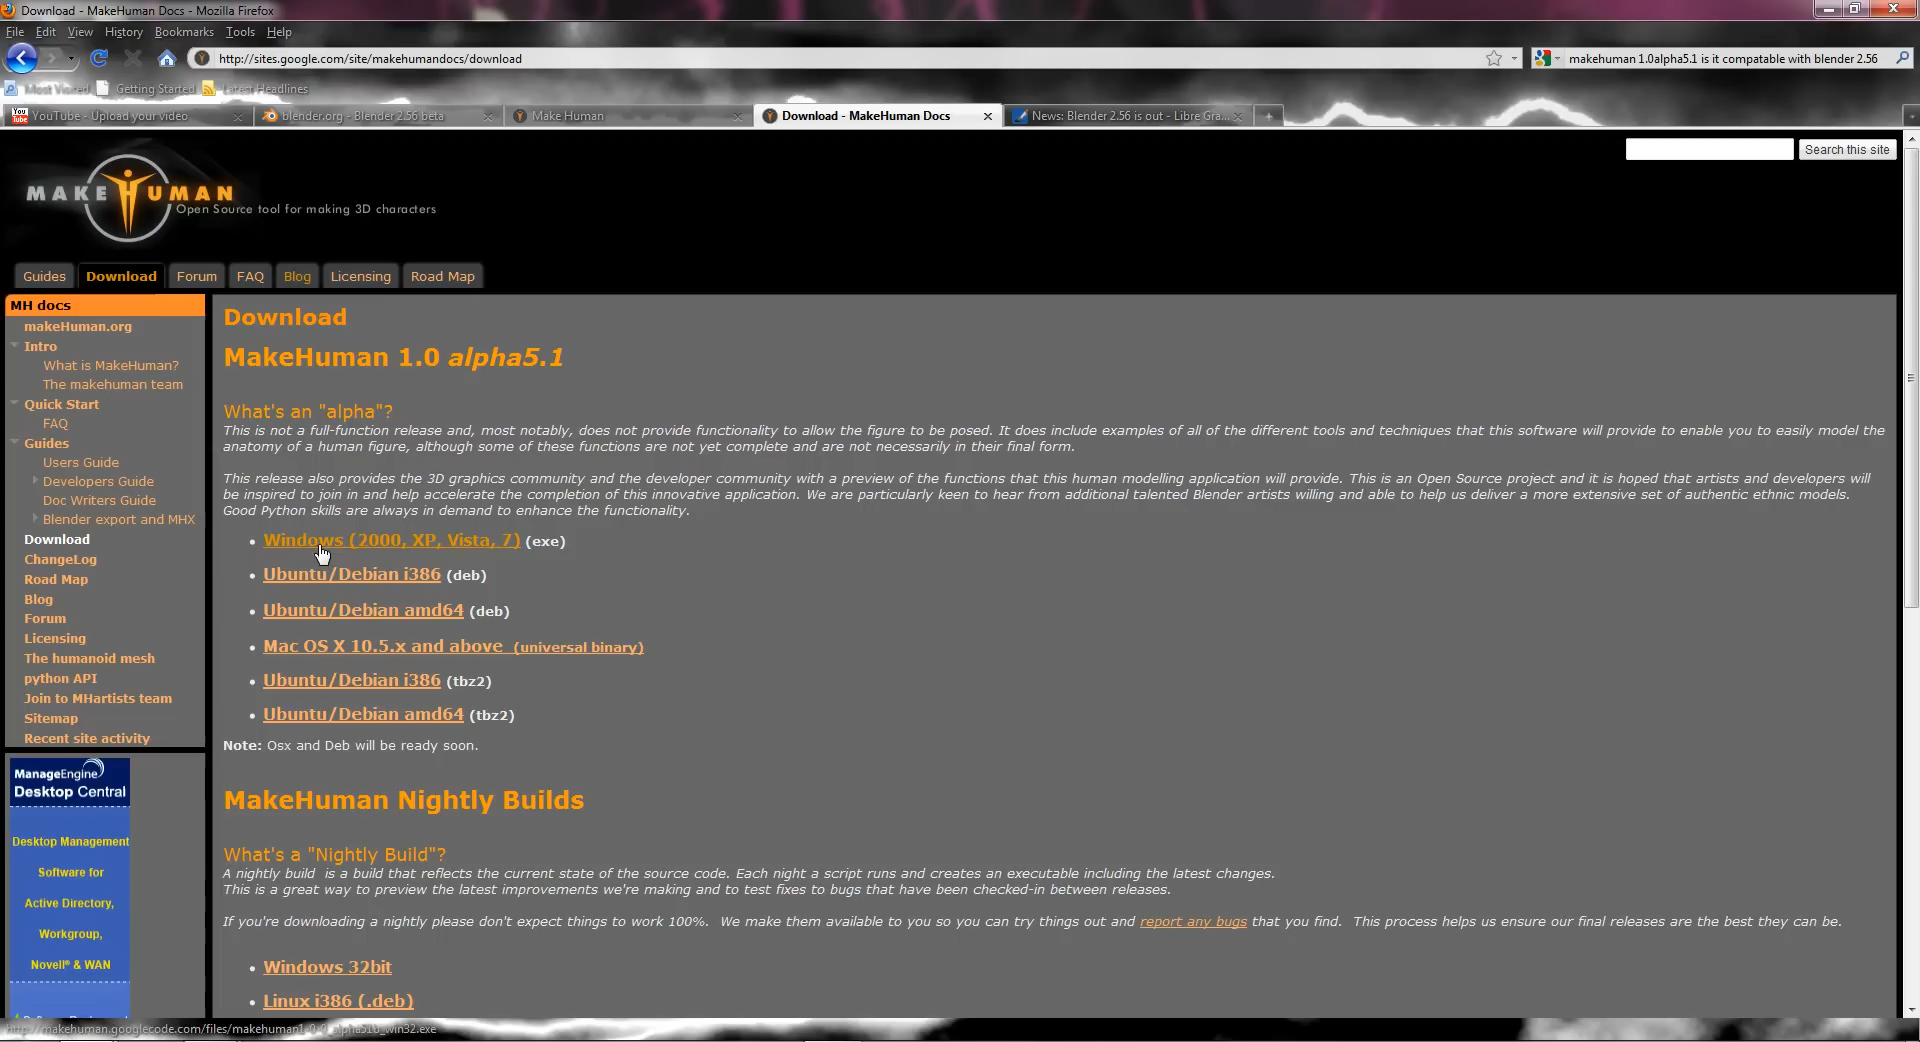 Download - MakeHuman Docs - Mozilla Firefox
File Edit View History Bookmarks Tools Help
http://sites.google.com/site/makehumandocs/download
makehuman 1.0alpha5.1 is it compatable with blender 2.56
Most Visited Getting Started Latest Headlines
YouTube - Upload your video
blender.org - Blender 2.56 beta
Make Human
Download - MakeHuman Docs
News: Blender 2.56 is out - Libre Gra...
Search this site
MAKEHUMAN
Open Source tool for making 3D characters
Guides Download Forum FAQ Blog Licensing Road Map
MH docs
makeHuman.org
Intro
What is MakeHuman?
The makehuman team
Quick Start
FAQ
Guides
Users Guide
Developers Guide
Doc Writers Guide
Blender export and MHX
Download
ChangeLog
Road Map
Blog
Forum
Licensing
The humanoid mesh
python API
Join to MHartists team
Sitemap
Recent site activity
ManageEngine
Desktop Central
Desktop Management
Software for
Active Directory,
Workgroup,
Novell® & WAN
Download
MakeHuman 1.0 alpha5.1
What's an "alpha"?
This is not a full-function release and, most notably, does not provide functionality to allow the figure to be posed. It does include examples of all of the different tools and techniques that this software will provide to enable you to easily model the
anatomy of a human figure, although some of these functions are not yet complete and are not necessarily in their final form.
This release also provides the 3D graphics community and the developer community with a preview of the functions that this human modelling application will provide. This is an Open Source project and it is hoped that artists and developers will
be inspired to join in and help accelerate the completion of this innovative application. We are particularly keen to hear from additional talented Blender artists willing and able to help us deliver a more extensive set of authentic ethnic models.
Good Python skills are always in demand to enhance the functionality.
Windows (2000, XP, Vista, 7) (exe)
Ubuntu/Debian i386 (deb)
Ubuntu/Debian amd64 (deb)
Mac OS X 10.5.x and above (universal binary)
Ubuntu/Debian i386 (tbz2)
Ubuntu/Debian amd64 (tbz2)
Note: Osx and Deb will be ready soon.
MakeHuman Nightly Builds
What's a "Nightly Build"?
A nightly build is a build that reflects the current state of the source code. Each night a script runs and creates an executable including the latest changes.
This is a great way to preview the latest improvements we're making and to test fixes to bugs that have been checked-in between releases.
If you're downloading a nightly please don't expect things to work 100%. We make them available to you so you can try things out and report any bugs that you find. This process helps us ensure our final releases are the best they can be.
Windows 32bit
Linux i386 (.deb)